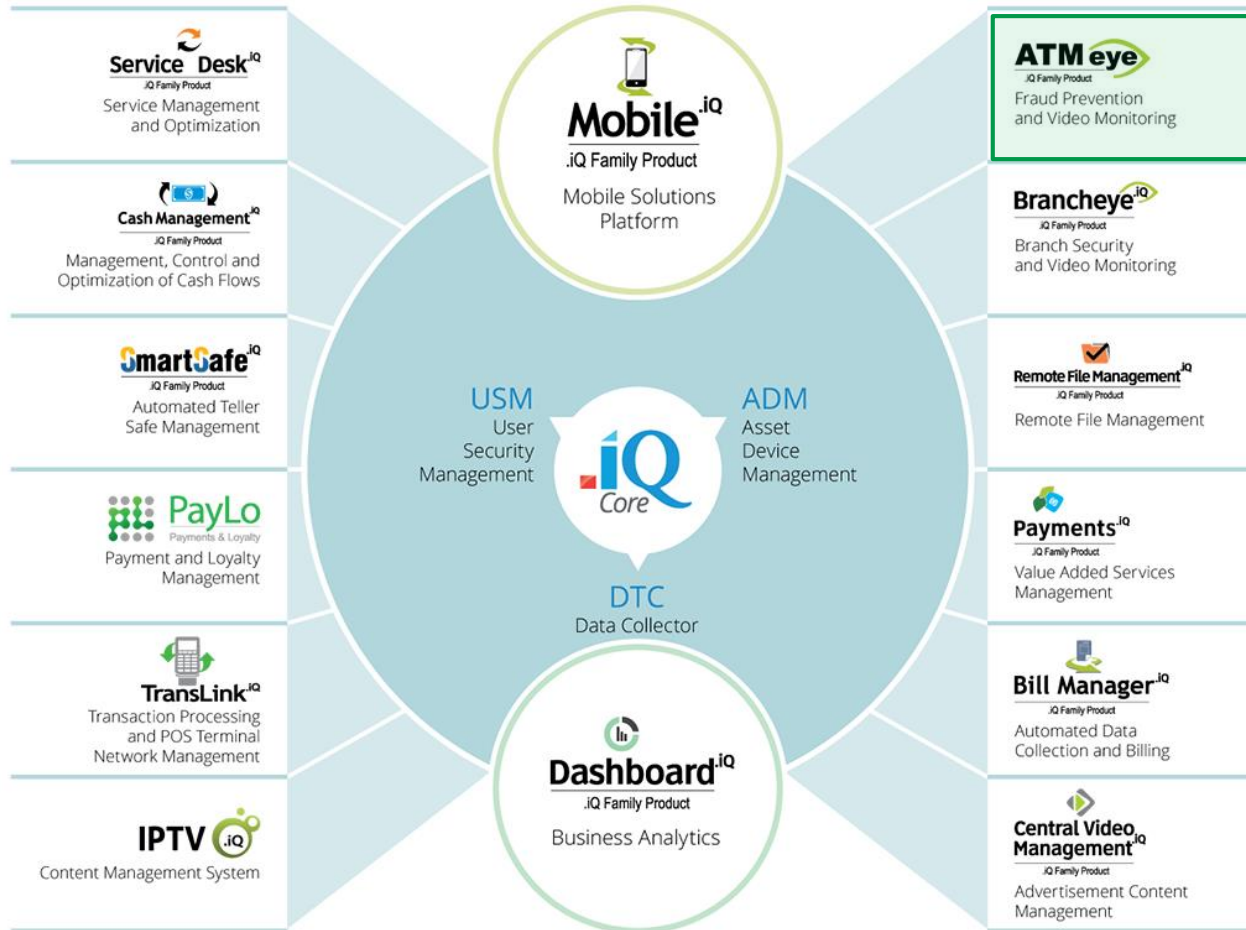 Service Desk.iQ
.iQ Family Product
Service Management
and Optimization
Cash Management.iQ
.iQ Family Product
Management, Control and
Optimization of Cash Flows
SmartSafe.iQ
.iQ Family Product
Automated Teller
Safe Management
PayLo
Payments & Loyalty
Payment and Loyalty
Management
TransLink.iQ
Transaction Processing
and POS Terminal
Network Management
IPTV .iQ
Content Management System
Mobile.iQ
.iQ Family Product
Mobile Solutions
Platform
USM
User
Security
Management
.iQ
Core
ADM
Asset
Device
Management
DTC
Data Collector
Dashboard.iQ
.iQ Family Product
Business Analytics
ATM eye
.iQ Family Product
Fraud Prevention
and Video Monitoring
Brancheye.iQ
.iQ Family Product
Branch Security
and Video Monitoring
Remote File Management.iQ
.iQ Family Product
Remote File Management
Payments.iQ
.iQ Family Product
Value Added Services
Management
Bill Manager.iQ
.iQ Family Product
Automated Data
Collection and Billing
Central Video
Management.iQ
.iQ Family Product
Advertisement Content
Management